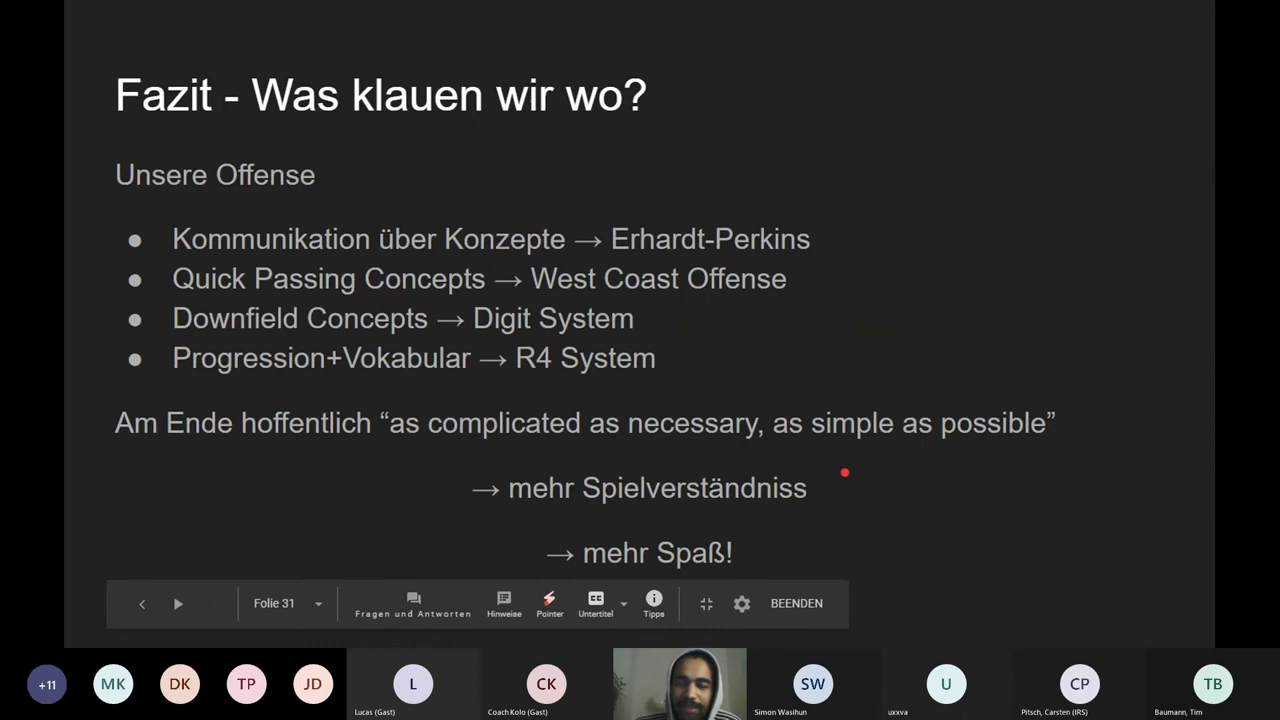 Fazit - Was klauen wir wo?
Unsere Offense
● Kommunikation über Konzepte → Erhardt-Perkins
● Quick Passing Concepts → West Coast Offense
● Downfield Concepts → Digit System
● Progression+Vokabular → R4 System
Am Ende hoffentlich “as complicated as necessary, as simple as possible”
→ mehr Spielverständniss
→ mehr Spaß!
Folie 31
Fragen und Antworten
Hinweise
Pointer
CC
Untertitel
Tipps
BEENDEN
+11
MK
DK
TP
JD
L
Lucas (Gast)
CK
Coach Kolo (Gast)
SW
Simon Wasihun
U
uxxva
CP
Pitsch, Carsten (IRS)
TB
Baumann, Tim